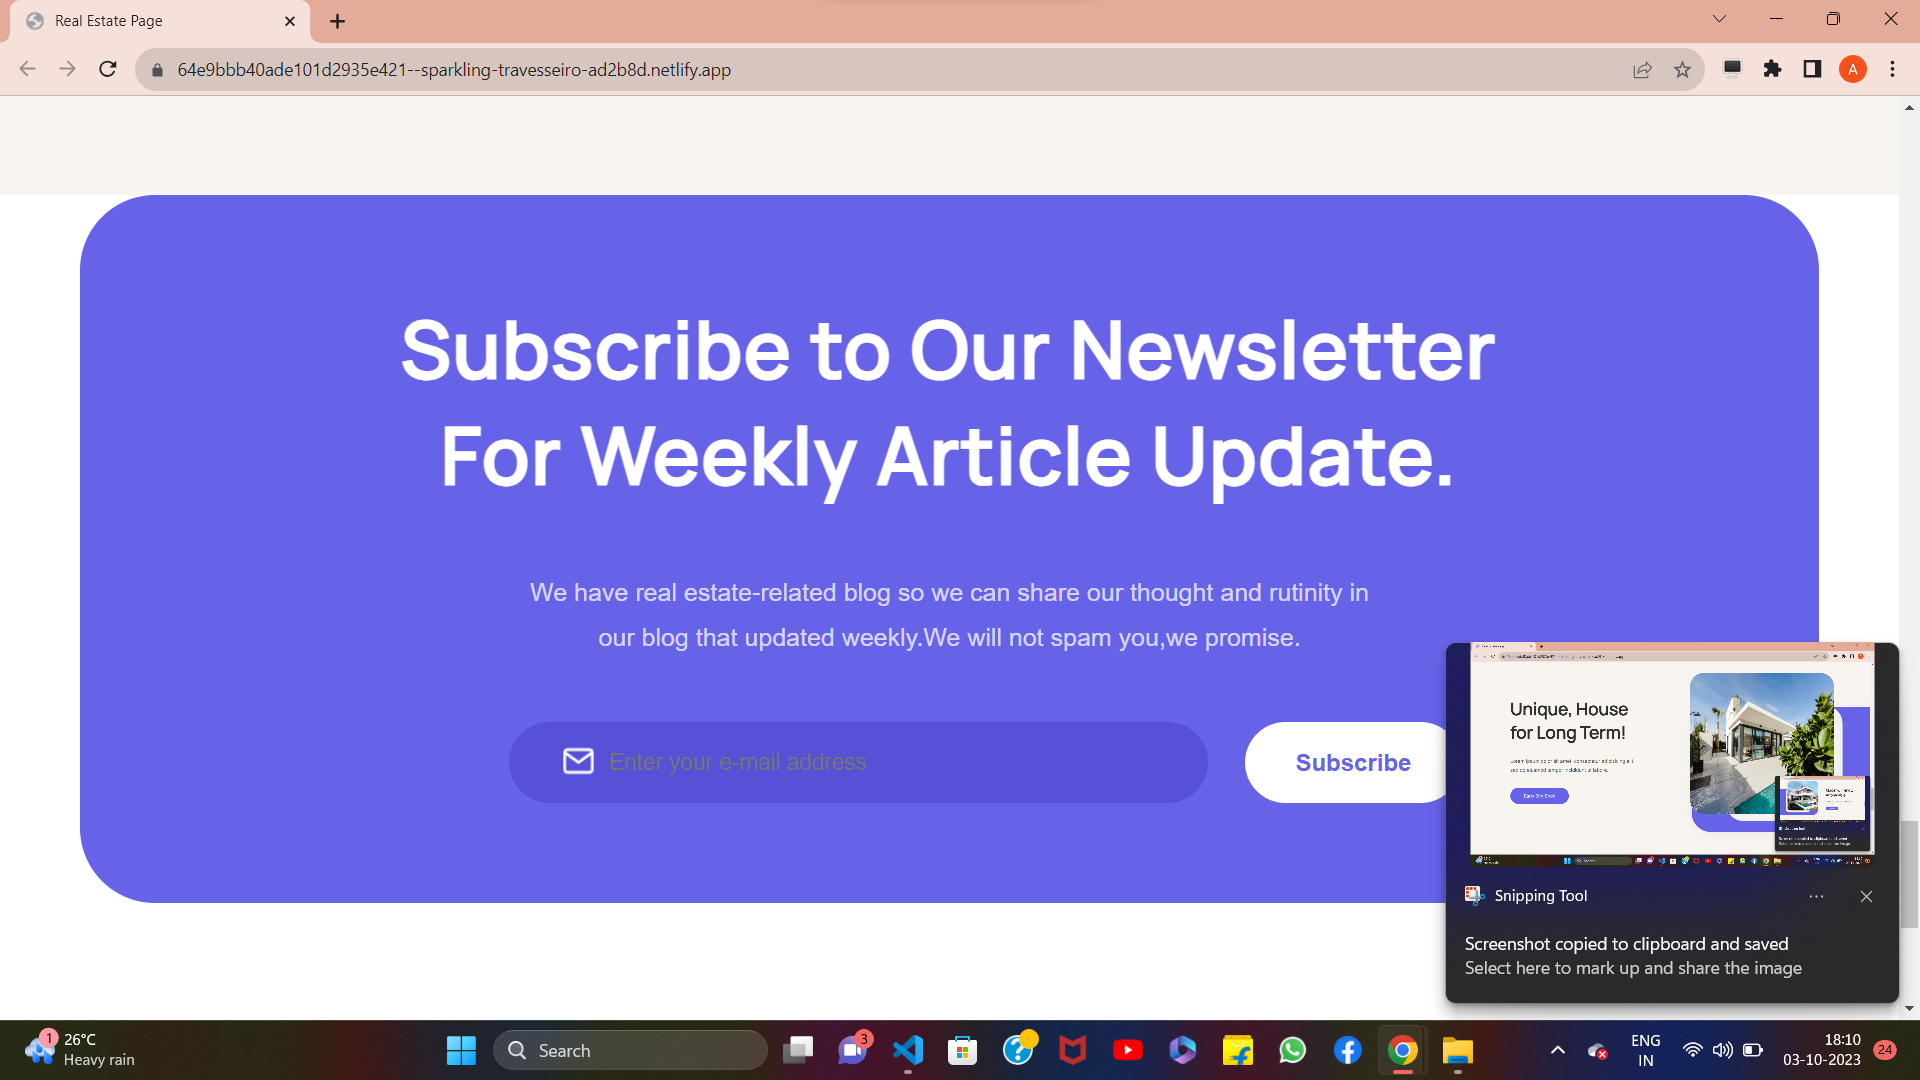 Real Estate Page
64e9bbb40ade101d2935e421--sparkling-travesseiro-ad2b8d.netlify.app
A
Subscribe to Our Newsletter
For Weekly Article Update.
We have real estate-related blog so we can share our thought and rutinity in
our blog that updated weekly.We will not spam you,we promise.
Enter your e-mail address
Subscribe
Unique, House
for Long Term!
Snipping Tool
Screenshot copied to clipboard and saved
Select here to mark up and share the image
1
26°C
Heavy rain
Search
3
ENG
IN
18:10
03-10-2023
24